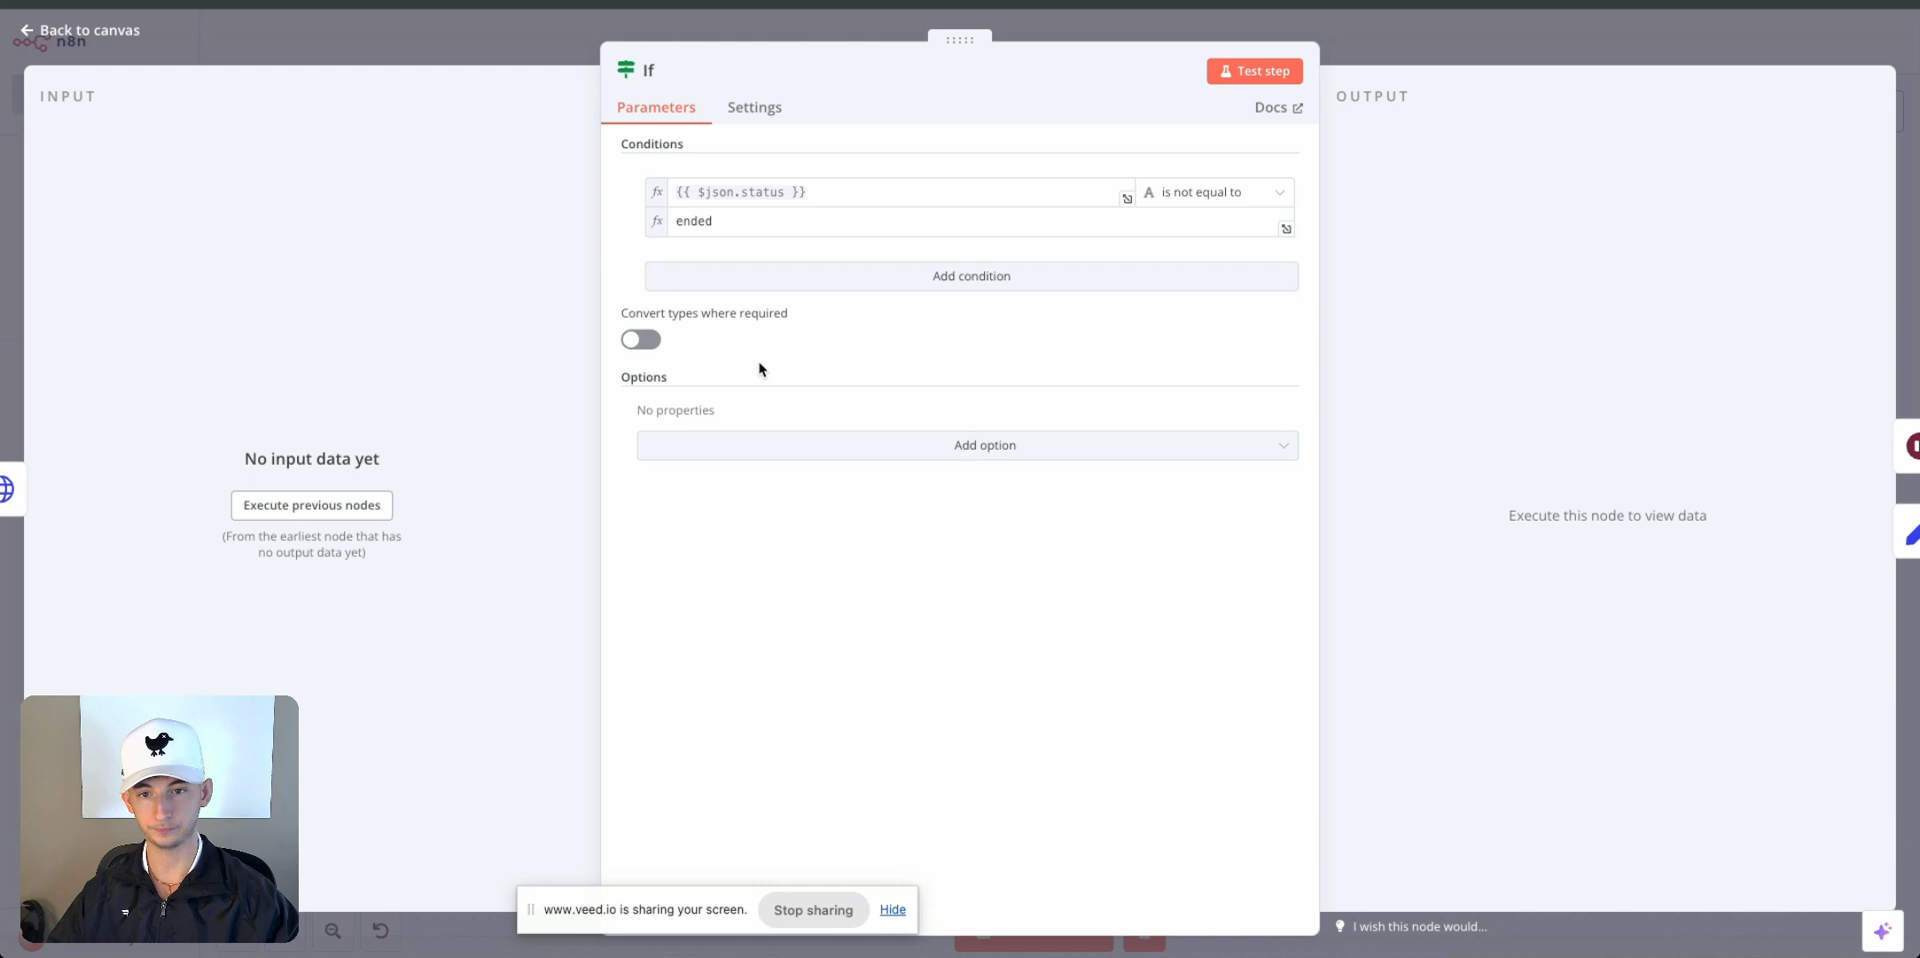 Back to canvas
n8n
INPUT
If
Test step
OUTPUT
Parameters
Settings
Docs
Conditions
fx {{ $json.status }}
A is not equal to
fx ended
Add condition
Convert types where required
Options
No properties
Add option
No input data yet
Execute previous nodes
(From the earliest node that has
no output data yet)
Execute this node to view data
www.veed.io is sharing your screen.
Stop sharing
Hide
I wish this node would...